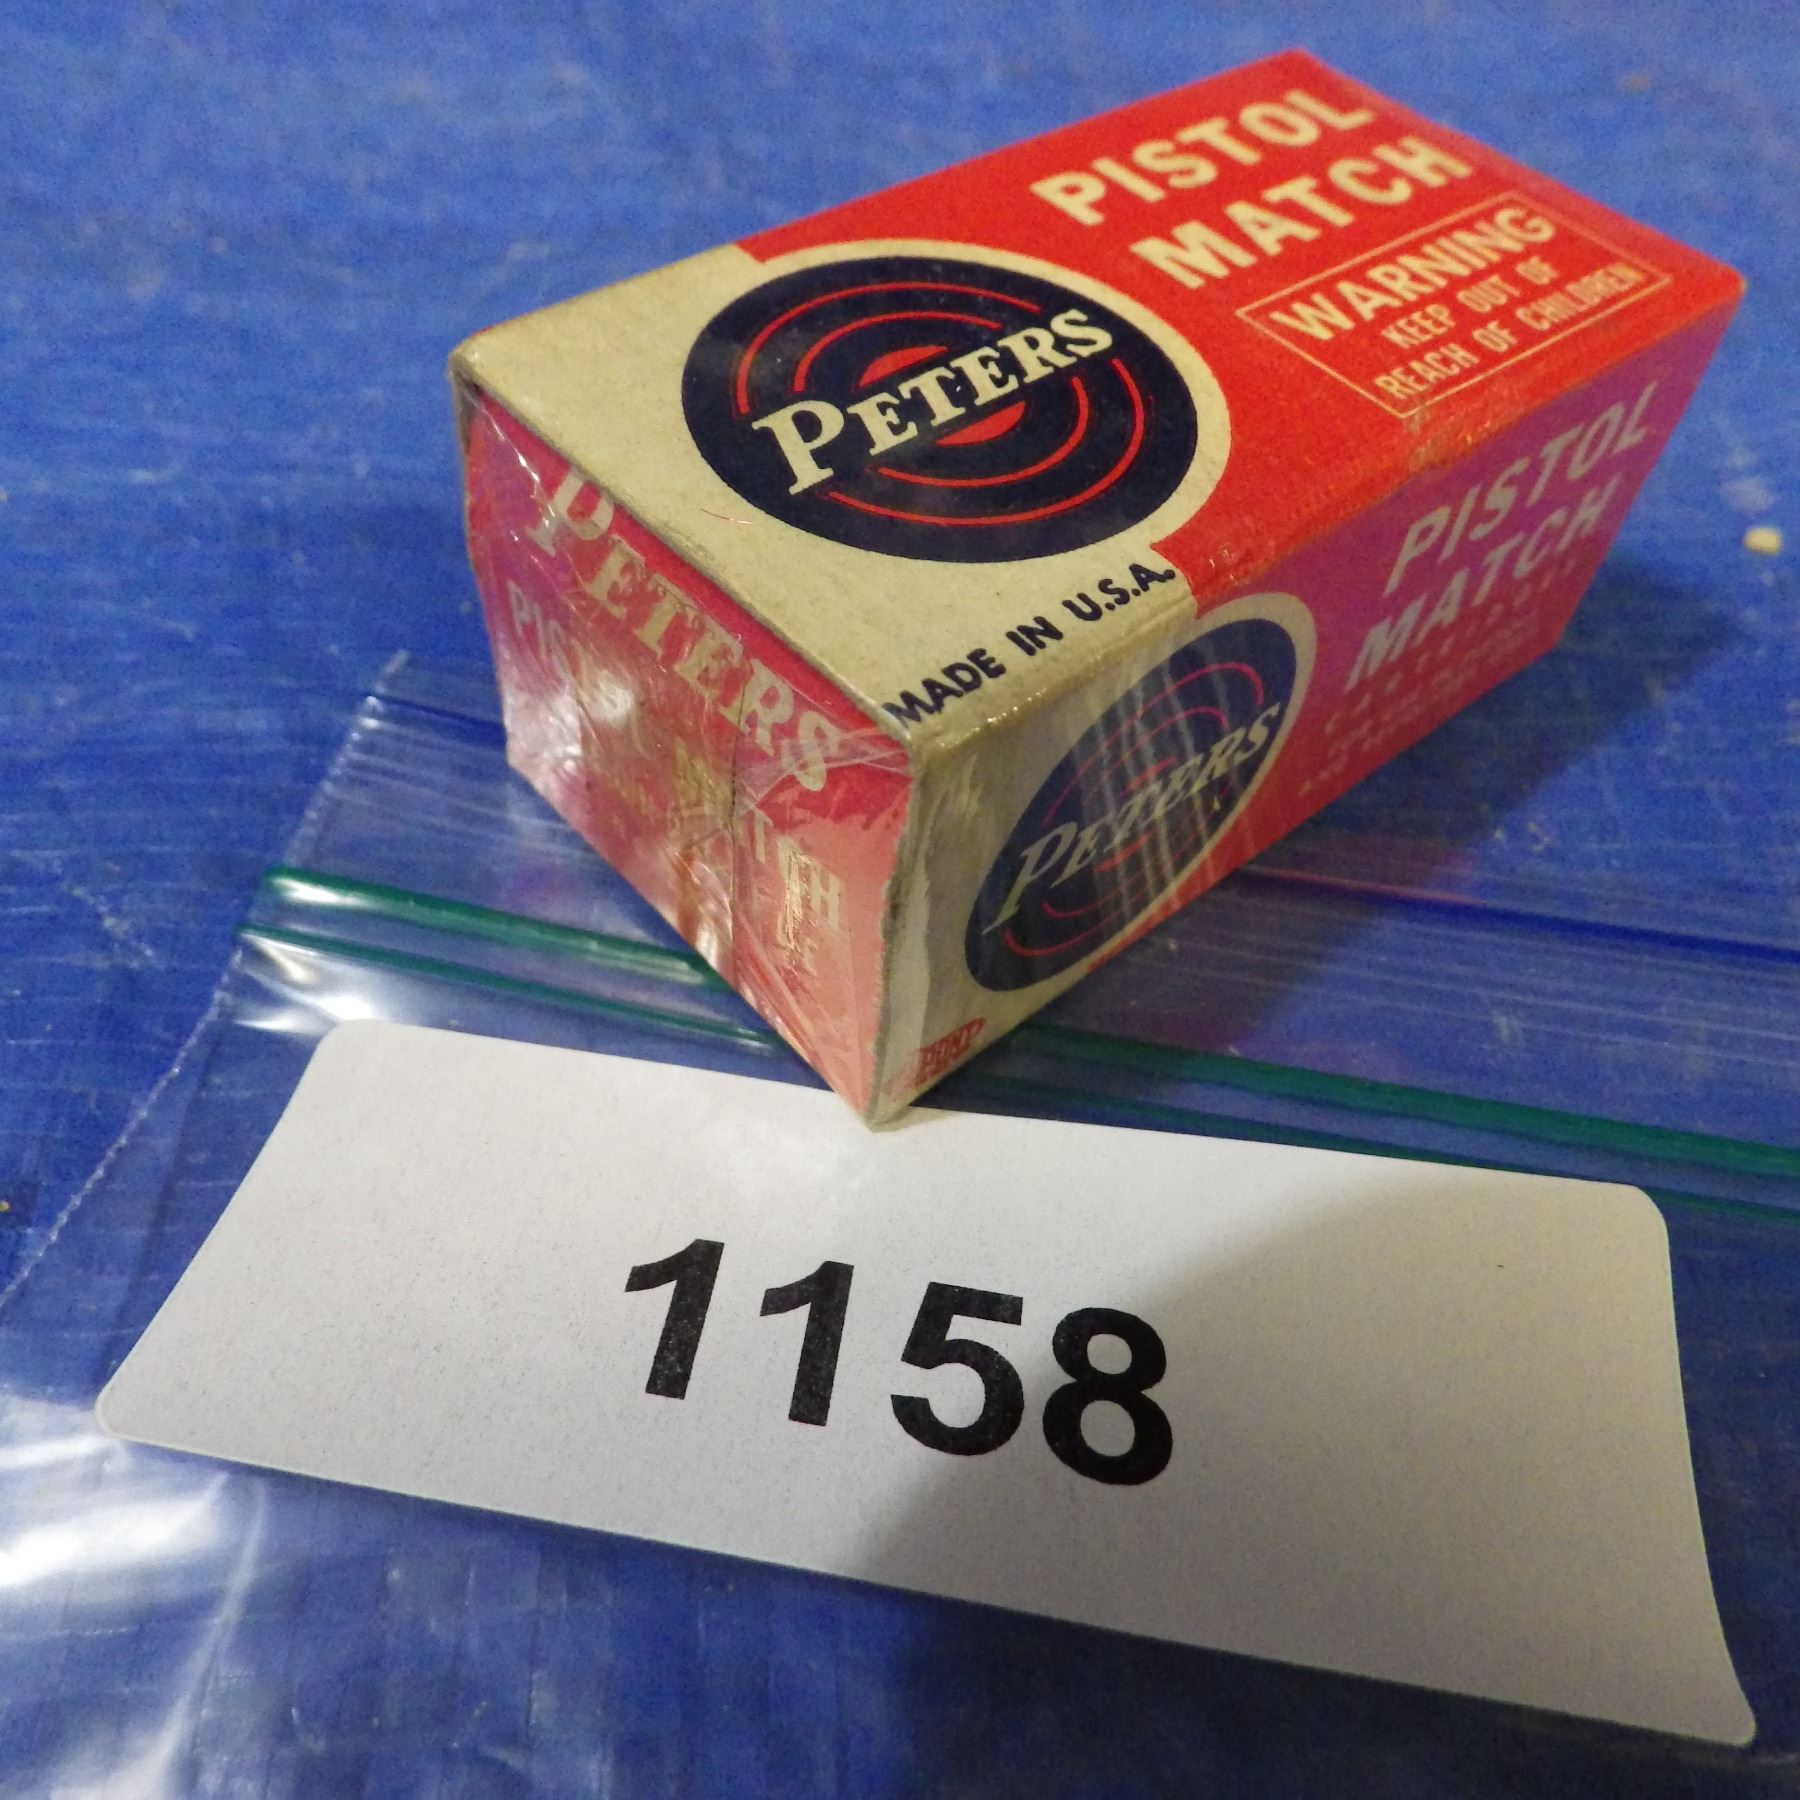 PISTOL
MATCH
WARNING
KEEP OUT OF
REACH OF CHILDREN
PETERS
MADE IN U.S.A.
PETERS
PISTOL
MATCH
PETERS
1158